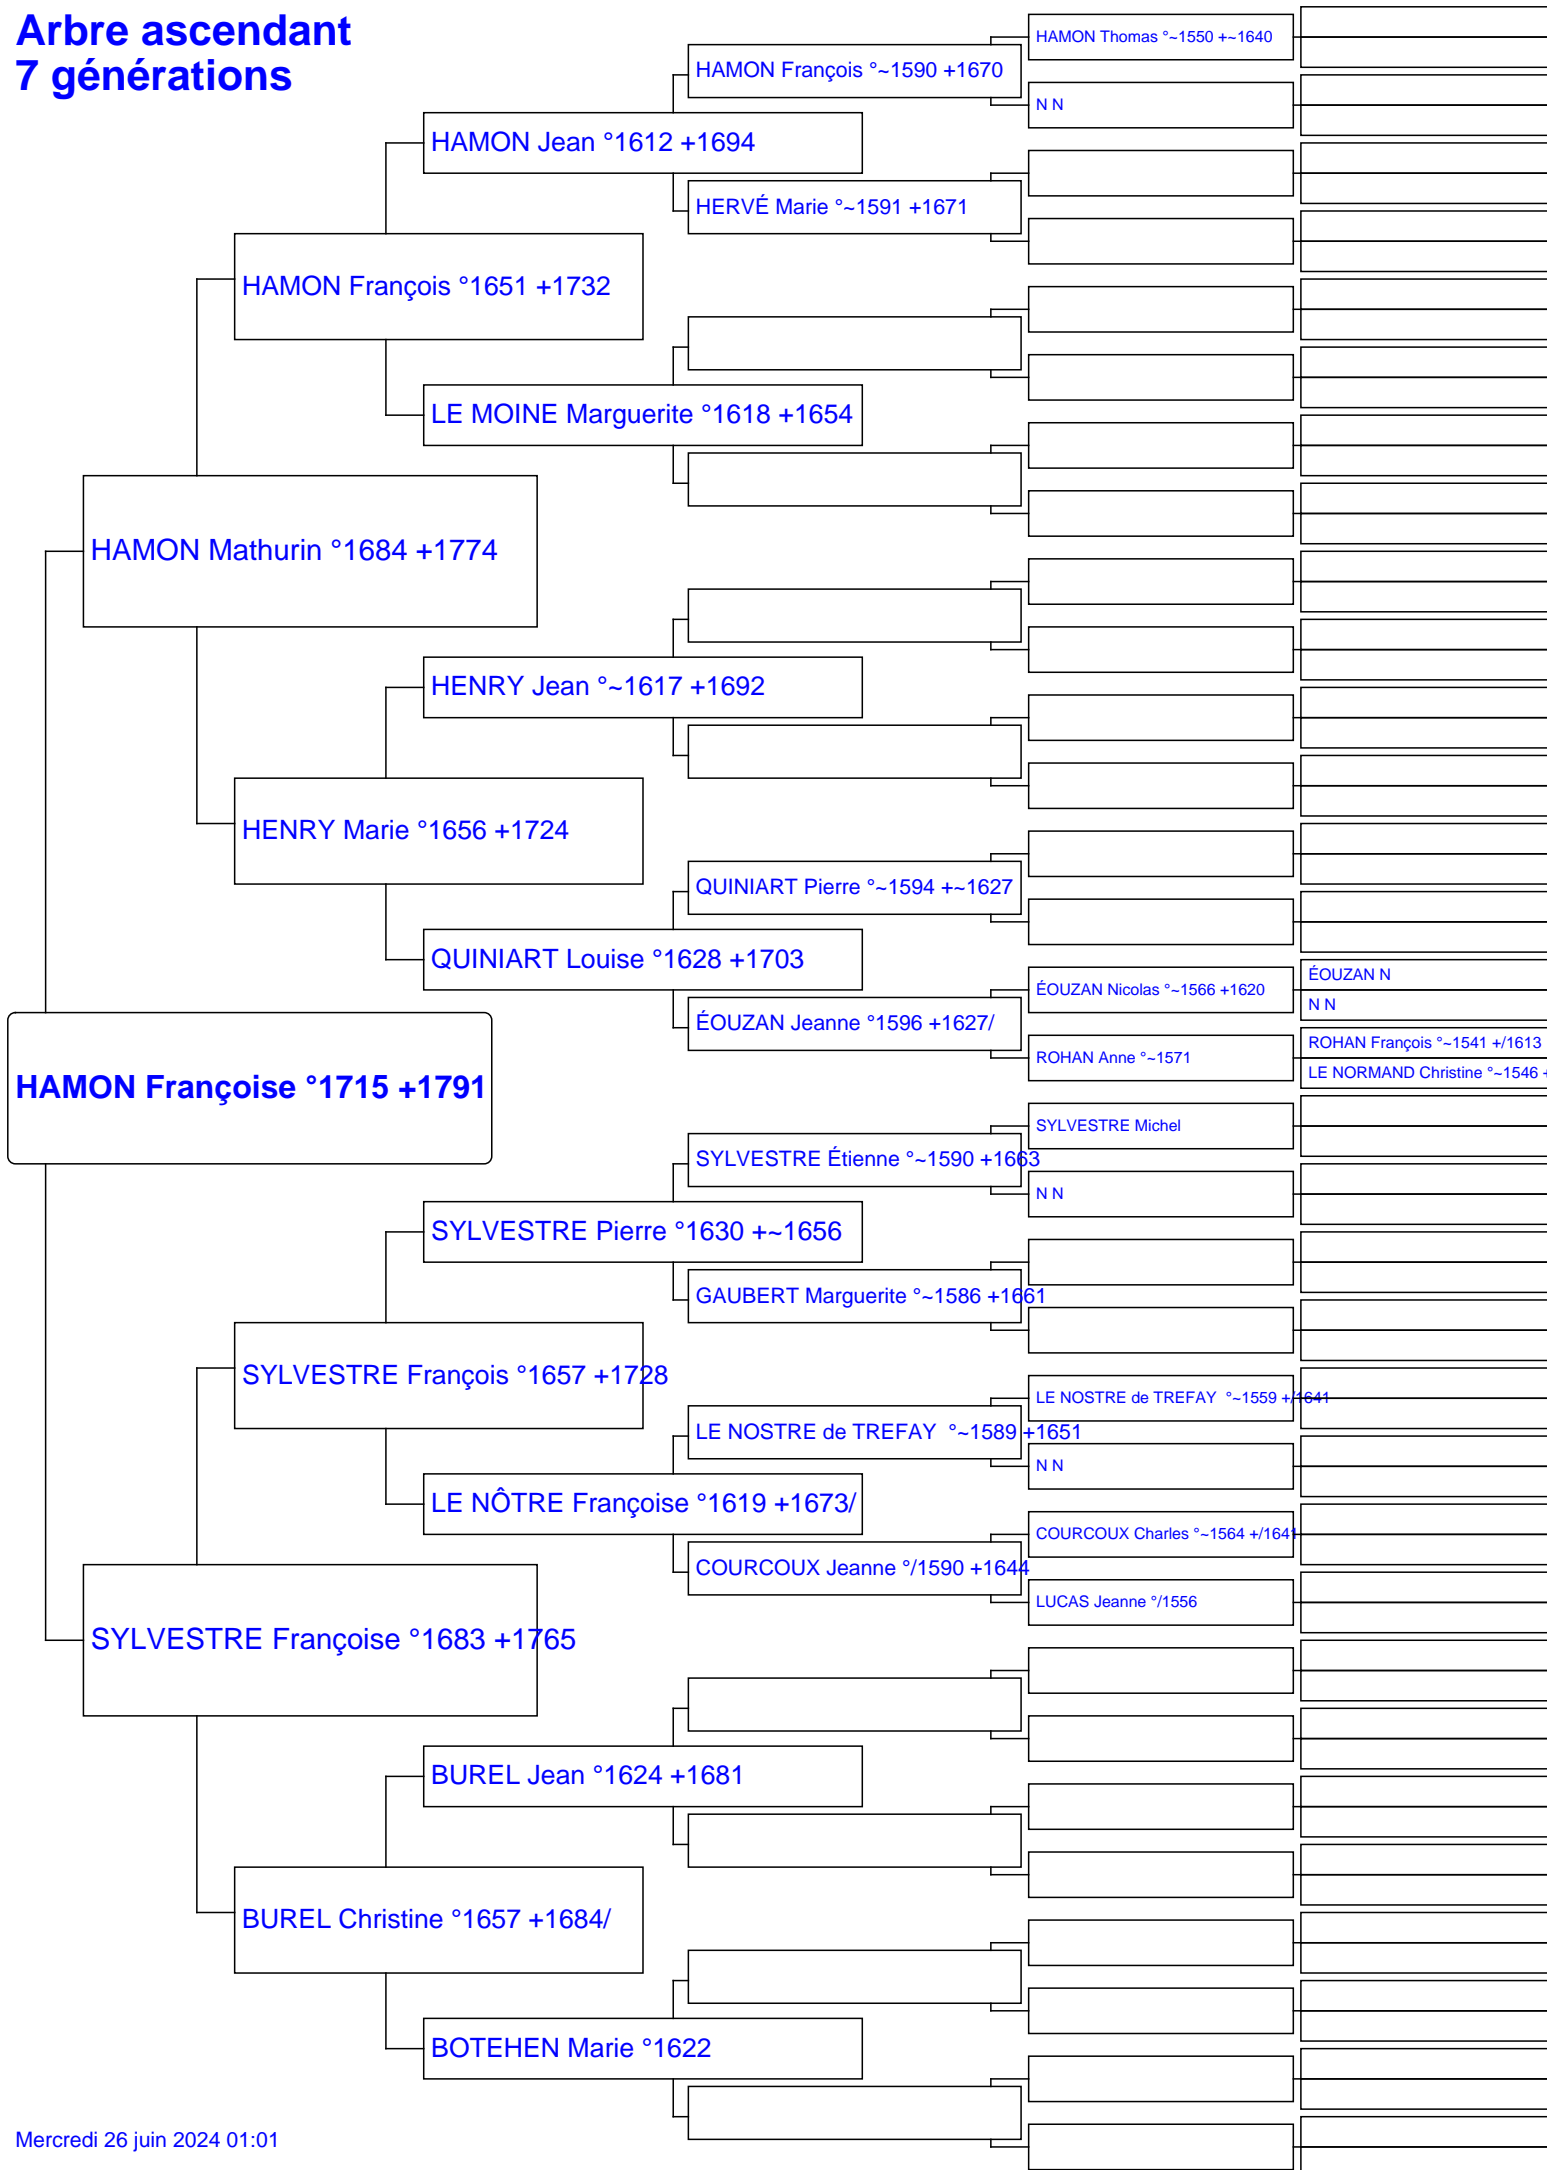 Arbre ascendant
7 générations
HAMON Thomas °~1550 +~1640
HAMON François °~1590 +1670
N N
HAMON Jean °1612 +1694
HERVÉ Marie °~1591 +1671
HAMON François °1651 +1732
LE MOINE Marguerite °1618 +1654
HAMON Mathurin °1684 +1774
HENRY Jean °~1617 +1692
HENRY Marie °1656 +1724
QUINIART Pierre °~1594 +~1627
QUINIART Louise °1628 +1703
ÉOUZAN N
ÉOUZAN Nicolas °~1566 +1620
N N
ÉOUZAN Jeanne °1596 +1627/
ROHAN François °~1541 +/1613
ROHAN Anne °~1571
LE NORMAND Christine °~1546 +
HAMON Françoise °1715 +1791
SYLVESTRE Michel
SYLVESTRE Étienne °~1590 +1663
N N
SYLVESTRE Pierre °1630 +~1656
GAUBERT Marguerite °~1586 +1661
SYLVESTRE François °1657 +1728
LE NOSTRE de TREFAY °~1559 +/1641
LE NOSTRE de TREFAY °~1589 +1651
N N
LE NÔTRE Françoise °1619 +1673/
COURCOUX Charles °~1564 +/1641
COURCOUX Jeanne °/1590 +1644
LUCAS Jeanne °/1556
SYLVESTRE Françoise °1683 +1765
BUREL Jean °1624 +1681
BUREL Christine °1657 +1684/
BOTEHEN Marie °1622
Mercredi 26 juin 2024 01:01